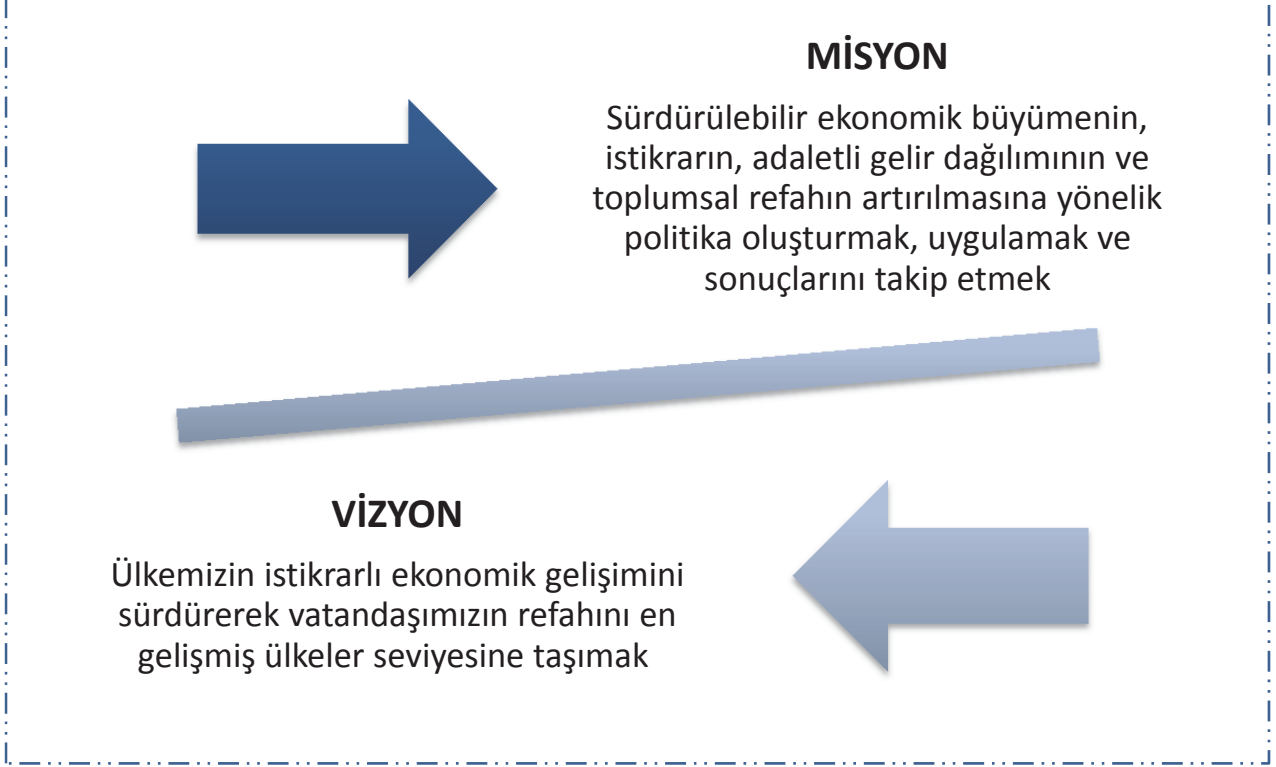 MİSYON
Sürdürülebilir ekonomik büyümenin,
istikrarın, adaletli gelir dağılımının ve
toplumsal refahın artırılmasına yönelik
politika oluşturmak, uygulamak ve
sonuçlarını takip etmek
VİZYON
Ülkemizin istikrarlı ekonomik gelişimini
sürdürerek vatandaşımızın refahını en
gelişmiş ülkeler seviyesine taşımak